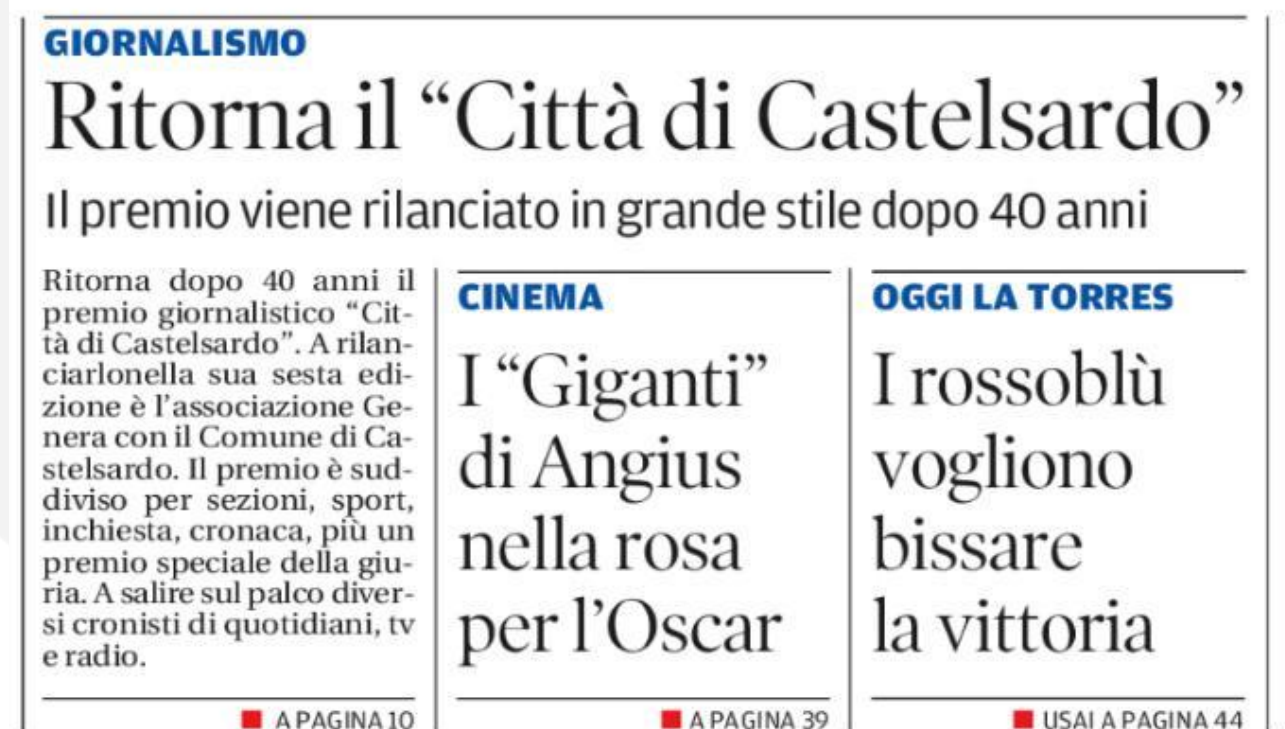 GIORNALISMO
Ritorna il “Città di Castelsardo”
Il premio viene rilanciato in grande stile dopo 40 anni
Ritorna dopo 40 anni il
premio giornalistico “Cit-
tà di Castelsardo”. A rilan-
ciarlonella sua sesta edi-
zione è l’associazione Ge-
nera con il Comune di Ca-
stelsardo. Il premio è sud-
diviso per sezioni, sport,
inchiesta, cronaca, più un
premio speciale della giu-
ria. A salire sul palco diver-
si cronisti di quotidiani, tv
e radio.
A PAGINA 10
CINEMA
I “Giganti”
di Angius
nella rosa
per l’Oscar
A PAGINA 39
OGGI LA TORRES
I rossoblù
vogliono
bissare
la vittoria
USAI A PAGINA 44